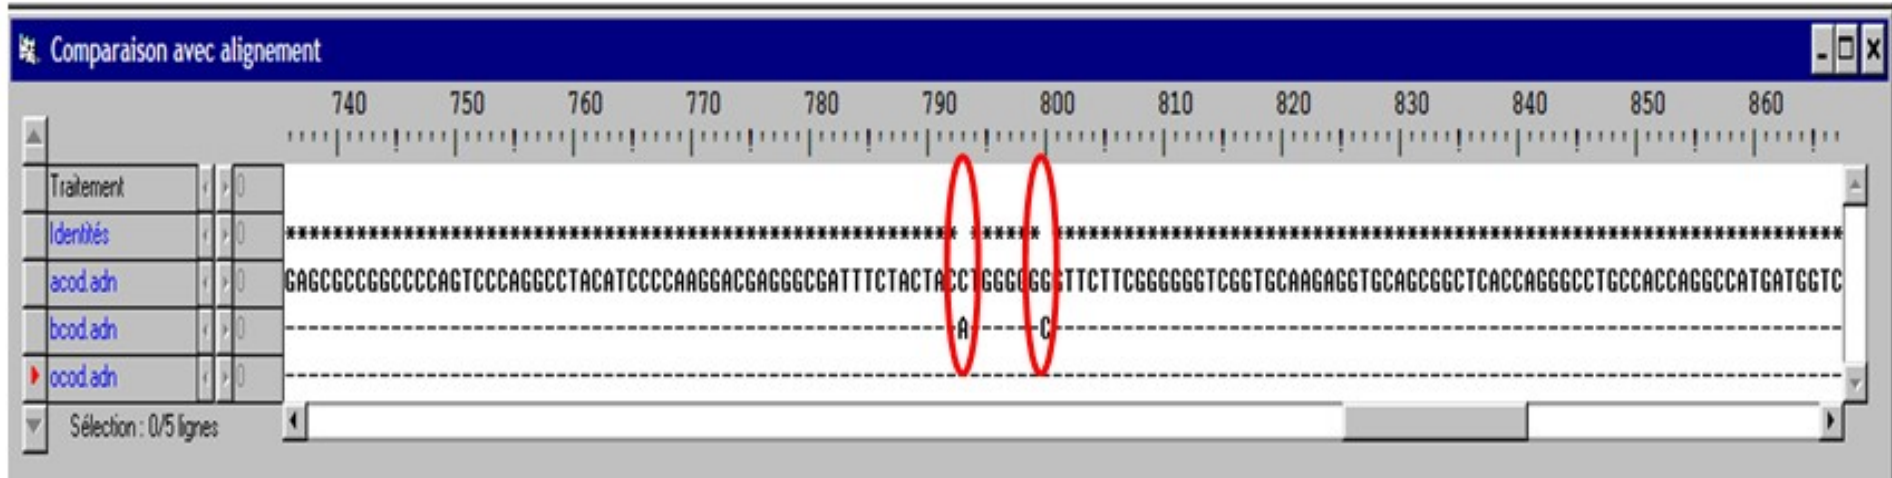 Comparaison avec alignement
740 750 760 770 780 790 800 810 820 830 840 850 860
Traitement 0
Identités 0 ********************************************************* ****** *******************************************************************
acod.adn 0 GAGCGCCGGCCCCAGTCCCAGGCCTACATCCCCAAGGACGAGGGCGATTTCTACTACCTGGGGGGGTTCTTCGGGGGGTCGGTGCAAGAGGTGCAGCGGCTCACCAGGGCCTGCCACCAGGCCATGATGGTC
bcod.adn 0 ---------------------------------------------------------A------C-------------------------------------------------------------------
ocod.adn 0 ------------------------------------------------------------------------------------------------------------------------------------
Sélection : 0/5 lignes